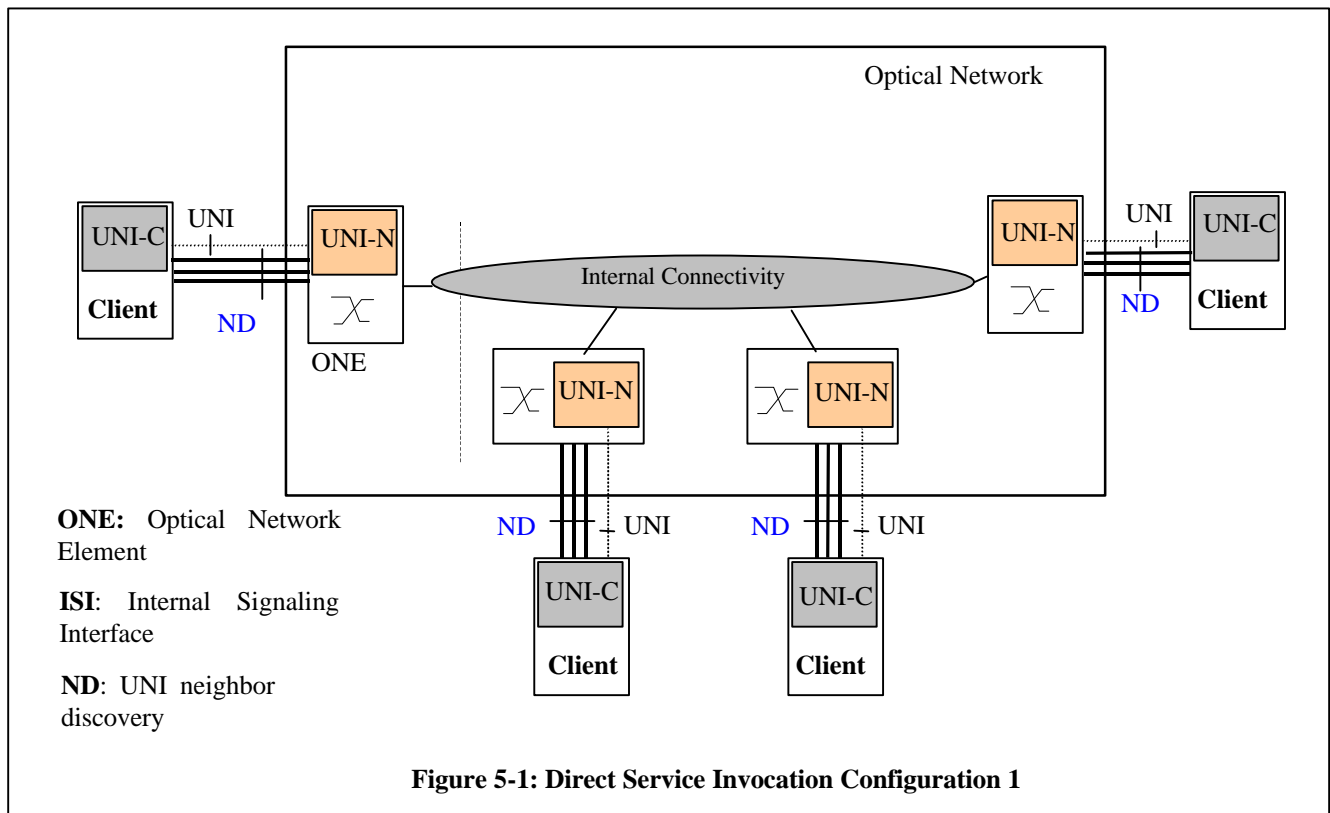 Optical Network
UNI
UNI-C
Client
ND
UNI-N
ONE
Internal Connectivity
UNI-N
UNI
UNI-C
Client
ND
UNI-N
UNI-N
ND
UNI
ND
UNI
UNI-C
Client
UNI-C
Client
ONE: Optical Network
Element
ISI: Internal Signaling
Interface
ND: UNI neighbor
discovery
Figure 5-1: Direct Service Invocation Configuration 1